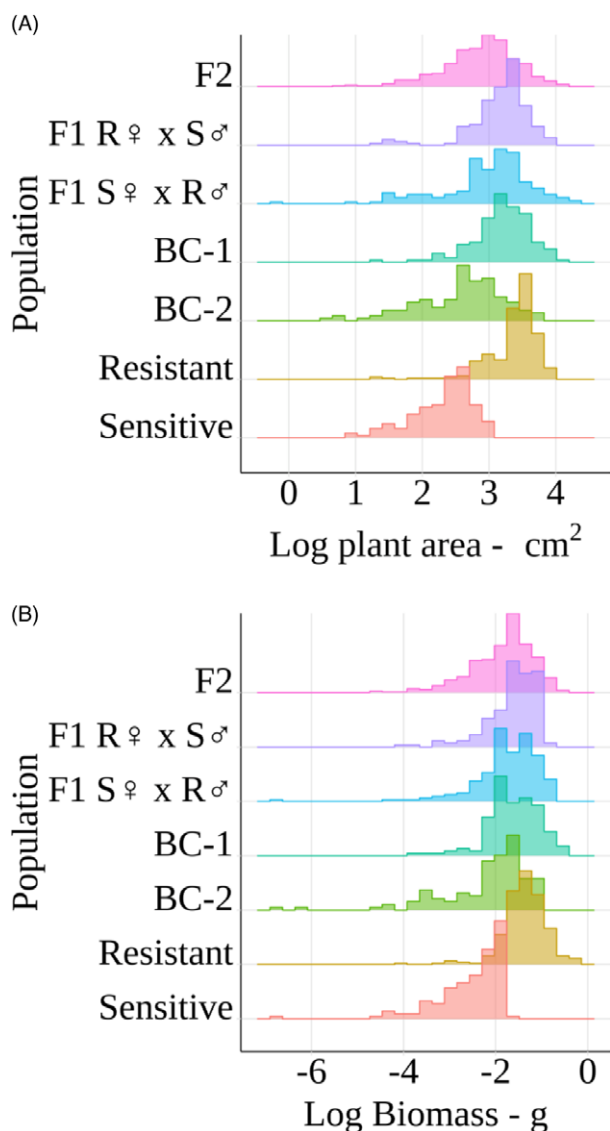 (A)
Population
F2
F1 R♀ x S♂
F1 S♀ x R♂
BC-1
BC-2
Resistant
Sensitive
0 1 2 3 4
Log plant area - cm²
(B)
Population
F2
F1 R♀ x S♂
F1 S♀ x R♂
BC-1
BC-2
Resistant
Sensitive
-6 -4 -2 0
Log Biomass - g